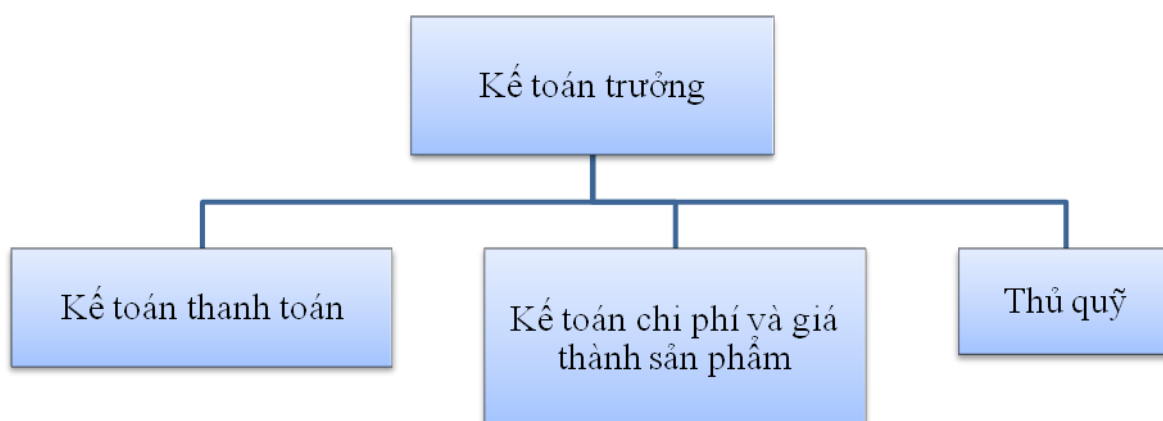 Kế toán trưởng
Kế toán thanh toán
Kế toán chi phí và giá
thành sản phẩm
Thủ quỹ